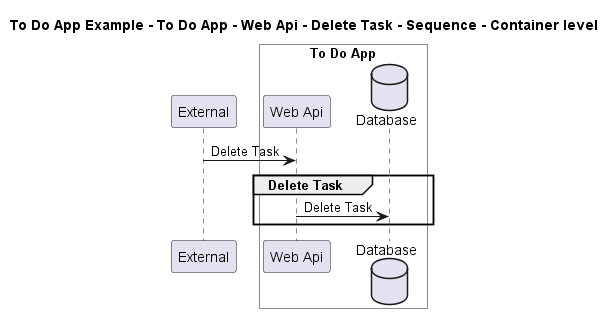 To Do App Example - To Do App - Web Api - Delete Task - Sequence - Container level
To Do App
External
Web Api
Database
Delete Task
Delete Task
Delete Task
External
Web Api
Database